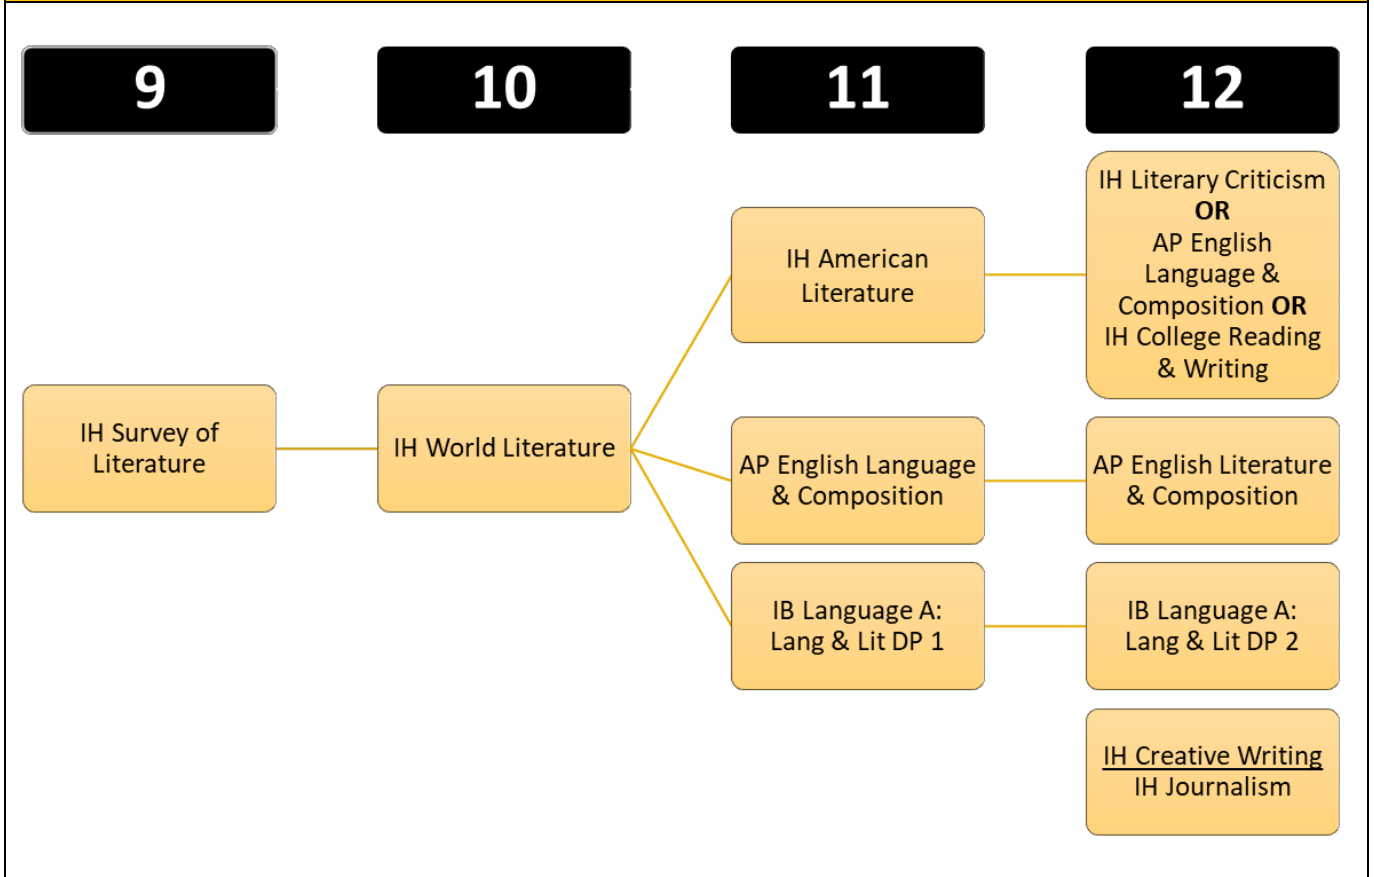 9
10
11
12
IH Survey of
Literature
IH World Literature
IH American
Literature
AP English Language
& Composition
IB Language A:
Lang & Lit DP 1
IH Literary Criticism
OR
AP English
Language &
Composition OR
IH College Reading
& Writing
AP English Literature
& Composition
IB Language A:
Lang & Lit DP 2
IH Creative Writing
IH Journalism